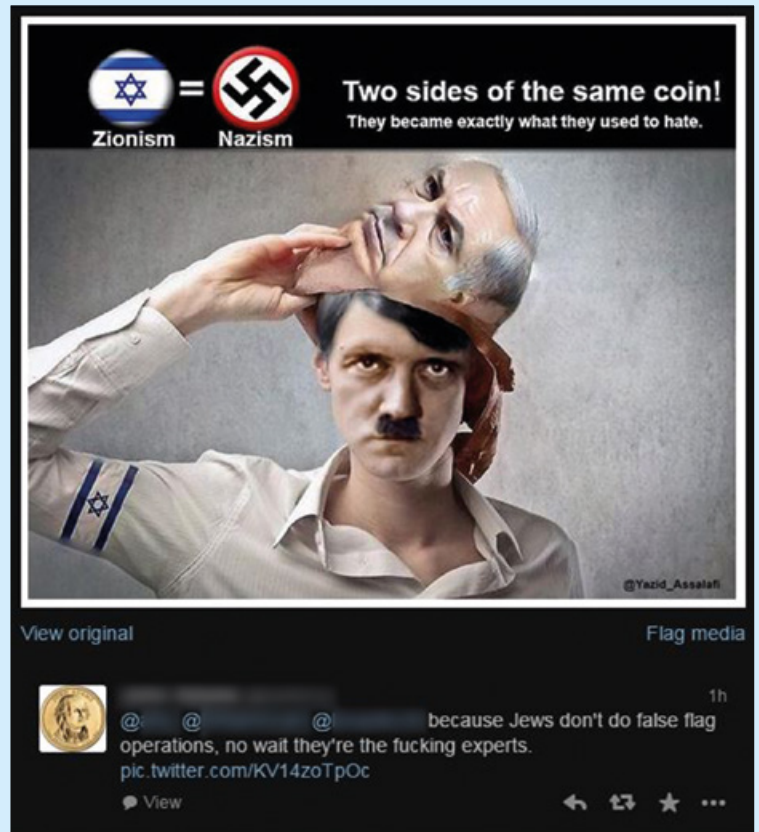 Zionism = Nazism
Two sides of the same coin!
They became exactly what they used to hate.
@Yazid_Assalafi
View original
Flag media
1h
@ @ @ because Jews don't do false flag
operations, no wait they're the fucking experts.
pic.twitter.com/KV14zoTpOc
View